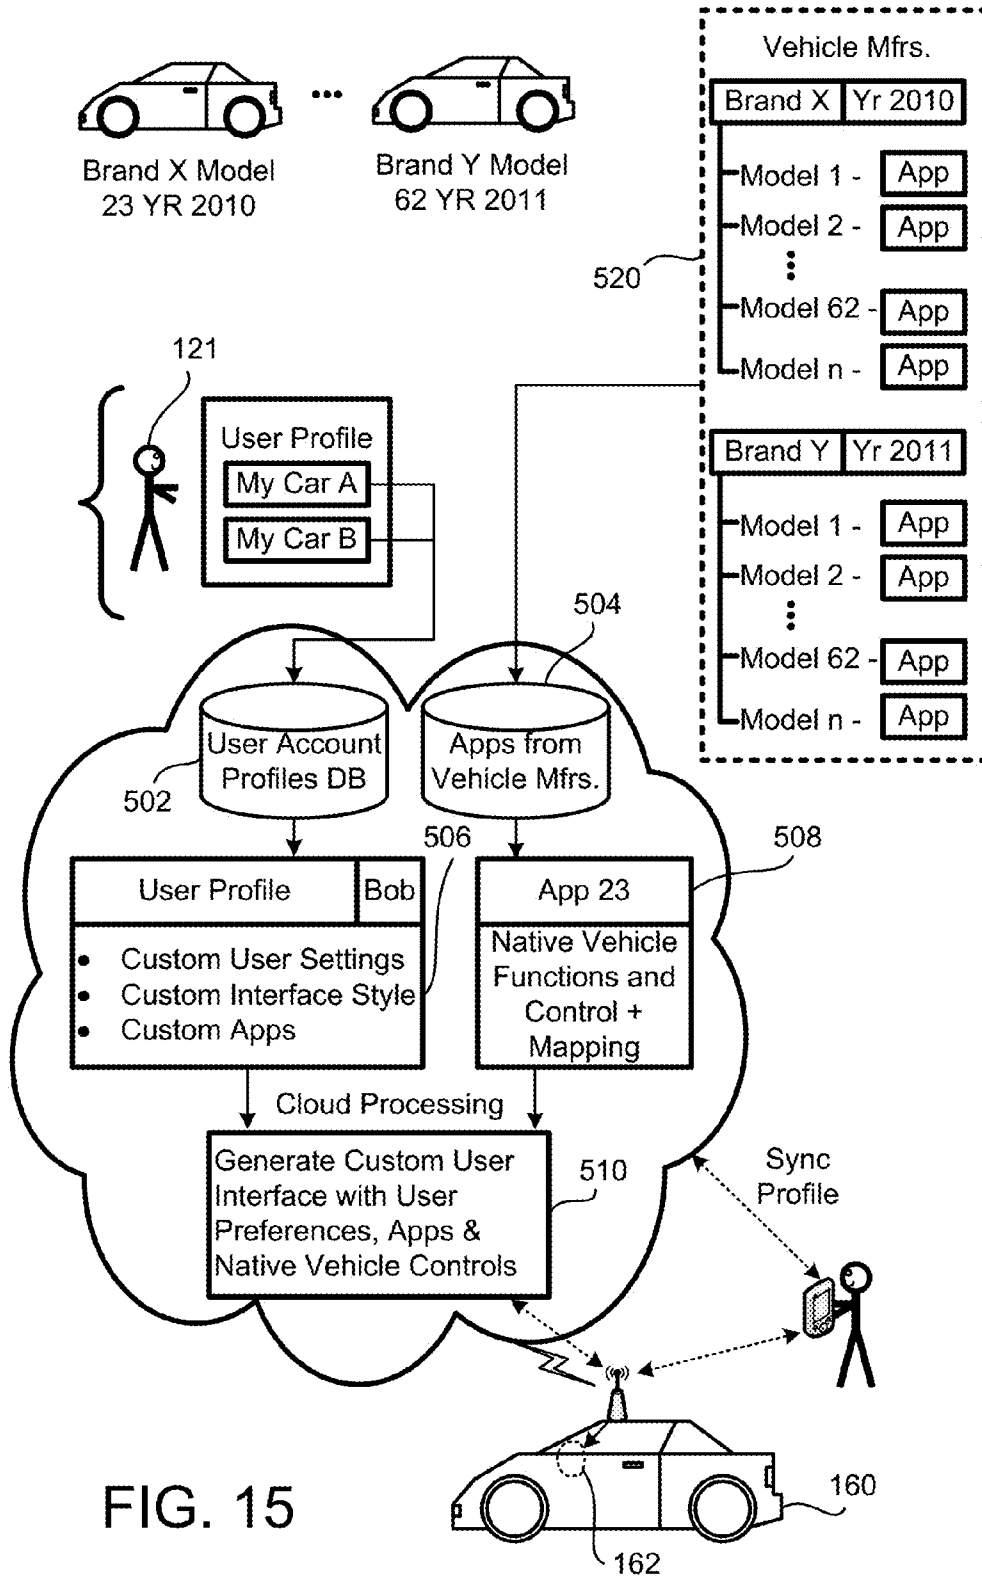 Vehicle Mfrs.
Brand X Yr 2010
Model 1 - App
Model 2 - App
Model 62 - App
Model n - App
Brand Y Yr 2011
Model 1 - App
Model 2 - App
Model 62 - App
Model n - App
520
Brand X Model
23 YR 2010
Brand Y Model
62 YR 2011
121
User Profile
My Car A
My Car B
504
User Account
Profiles DB
502
Apps from
Vehicle Mfrs.
506
508
User Profile Bob
• Custom User Settings
• Custom Interface Style
• Custom Apps
App 23
Native Vehicle
Functions and
Control +
Mapping
Cloud Processing
Generate Custom User
Interface with User
Preferences, Apps &
Native Vehicle Controls
510
Sync
Profile
160
162
FIG. 15